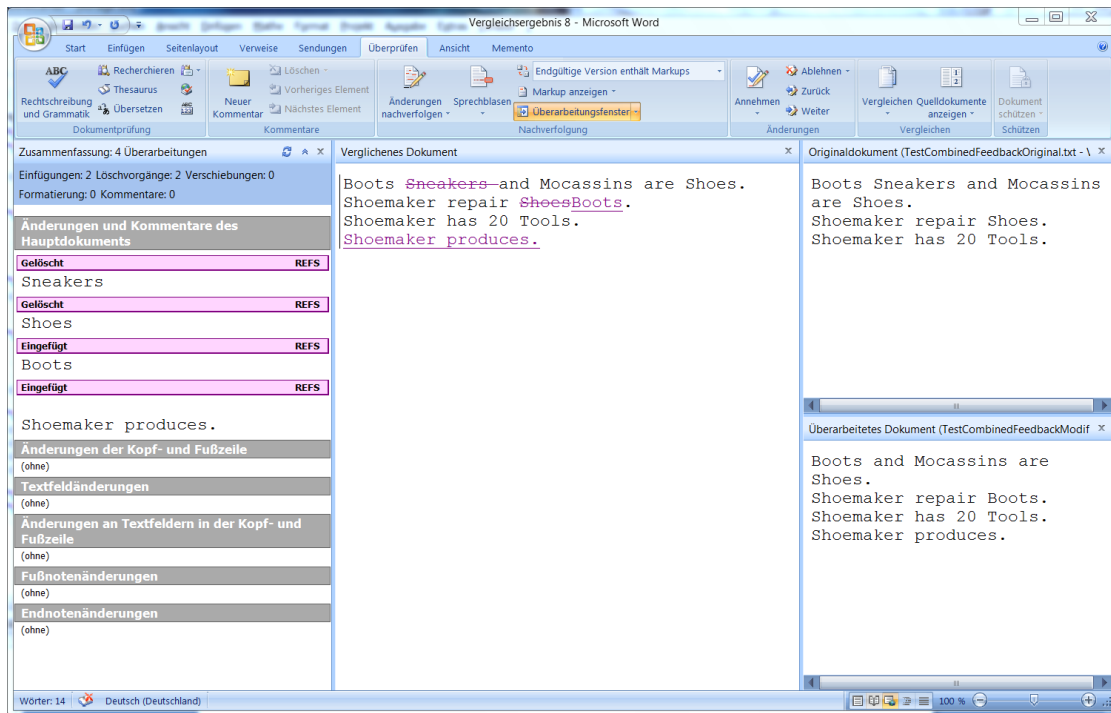 Vergleichsergebnis 8 - Microsoft Word
Start Einfügen Seitenlayout Verweise Sendungen Überprüfen Ansicht Memento
ABC
Rechtschreibung und Grammatik
Recherchieren
Thesaurus
Übersetzen
Dokumentprüfung
Neuer Kommentar
Löschen
Vorheriges Element
Nächstes Element
Kommentare
Änderungen nachverfolgen
Sprechblasen
Endgültige Version enthält Markups
Markup anzeigen
Überarbeitungsfenster
Nachverfolgung
Annehmen
Ablehnen
Zurück
Weiter
Änderungen
Vergleichen
Quelldokumente anzeigen
Vergleichen
Dokument schützen
Schützen
Zusammenfassung: 4 Überarbeitungen
Einfügungen: 2 Löschvorgänge: 2 Verschiebungen: 0
Formatierung: 0 Kommentare: 0
Änderungen und Kommentare des
Hauptdokuments
Gelöscht REFS
Sneakers
Gelöscht REFS
Shoes
Eingefügt REFS
Boots
Eingefügt REFS
Shoemaker produces.
Änderungen der Kopf- und Fußzeile
(ohne)
Textfeldänderungen
(ohne)
Änderungen an Textfeldern in der Kopf- und
Fußzeile
(ohne)
Fußnotenänderungen
(ohne)
Endnotenänderungen
(ohne)
Verglichenes Dokument
Boots Sneakers and Mocassins are Shoes.
Shoemaker repair ShoesBoots.
Shoemaker has 20 Tools.
Shoemaker produces.
Originaldokument (TestCombinedFeedbackOriginal.txt - \
Boots Sneakers and Mocassins
are Shoes.
Shoemaker repair Shoes.
Shoemaker has 20 Tools.
Überarbeitetes Dokument (TestCombinedFeedbackModif
Boots and Mocassins are
Shoes.
Shoemaker repair Boots.
Shoemaker has 20 Tools.
Shoemaker produces.
Wörter: 14 Deutsch (Deutschland) 100 %